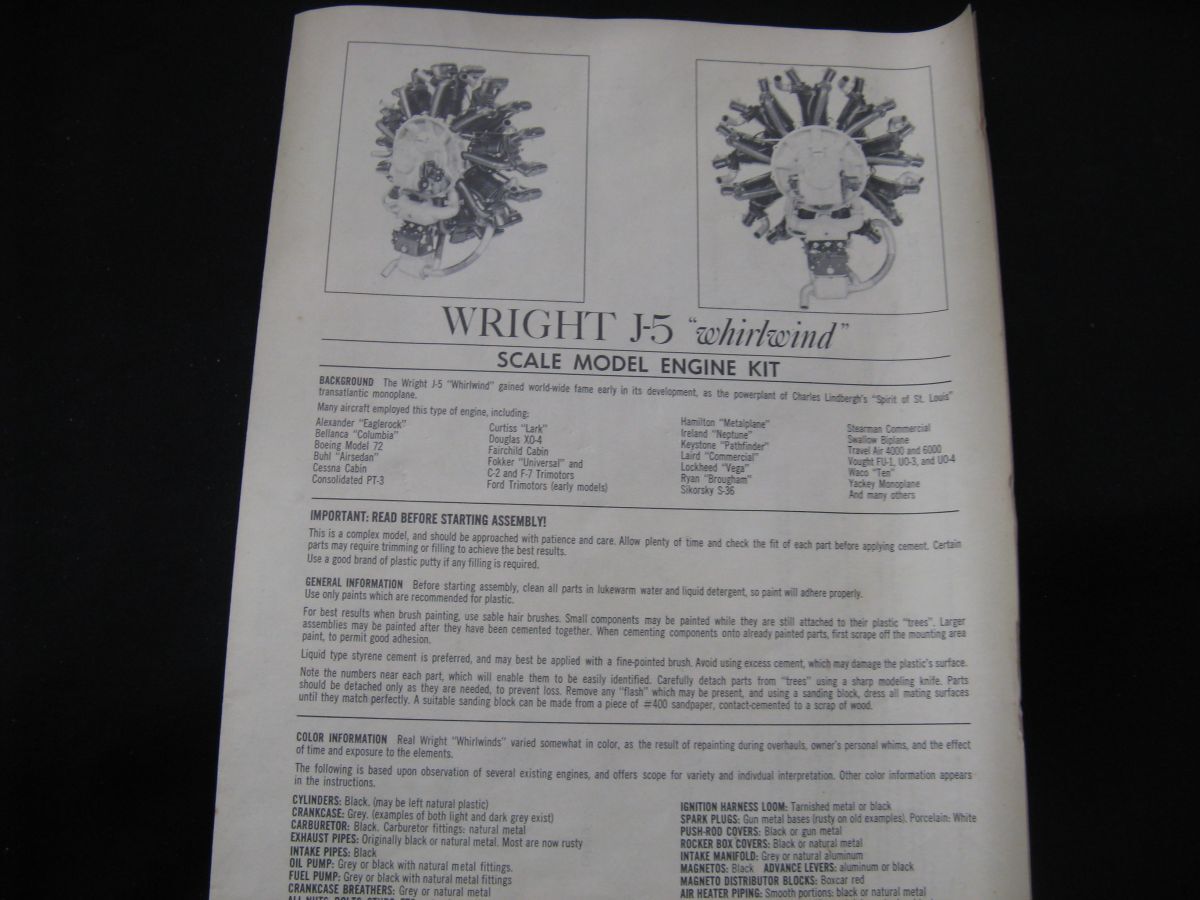 WRIGHT J-5 “whirlwind”
SCALE MODEL ENGINE KIT
BACKGROUND The Wright J-5 "Whirlwind" gained world-wide fame early in its development, as the powerplant of Charles Lindbergh's "Spirit of St. Louis"
transatlantic monoplane.
Many aircraft employed this type of engine, including:
Alexander "Eaglerock"
Bellanca "Columbia"
Boeing Model 72
Buhl "Airsedan"
Cessna Cabin
Consolidated PT-3
Curtiss "Lark"
Douglas XO-4
Fairchild Cabin
Fokker "Universal" and
C-2 and F-7 Trimotors
Ford Trimotors (early models)
Hamilton "Metalplane"
Ireland "Neptune"
Keystone "Pathfinder"
Laird "Commercial"
Lockheed "Vega"
Ryan "Brougham"
Sikorsky S-36
Stearman Commercial
Swallow Biplane
Travel Air 4000 and 6000
Vought FU-1, UO-3, and UO-4
Waco "Ten"
Yackey Monoplane
And many others
IMPORTANT: READ BEFORE STARTING ASSEMBLY!
This is a complex model, and should be approached with patience and care. Allow plenty of time and check the fit of each part before applying cement. Certain
parts may require trimming or filling to achieve the best results.
Use a good brand of plastic putty if any filling is required.
GENERAL INFORMATION Before starting assembly, clean all parts in lukewarm water and liquid detergent, so paint will adhere properly.
Use only paints which are recommended for plastic.
For best results when brush painting, use sable hair brushes. Small components may be painted while they are still attached to their plastic "trees". Larger
assemblies may be painted after they have been cemented together. When cementing components onto already painted parts, first scrape off the mounting area
paint, to permit good adhesion.
Liquid type styrene cement is preferred, and may best be applied with a fine-pointed brush. Avoid using excess cement, which may damage the plastic's surface.
Note the numbers near each part, which will enable them to be easily identified. Carefully detach parts from "trees" using a sharp modeling knife. Parts
should be detached only as they are needed, to prevent loss. Remove any "flash" which may be present, and using a sanding block, dress all mating surfaces
until they match perfectly. A suitable sanding block can be made from a piece of #400 sandpaper, contact-cemented to a scrap of wood.
COLOR INFORMATION Real Wright "Whirlwinds" varied somewhat in color, as the result of repainting during overhauls, owner's personal whims, and the effect
of time and exposure to the elements.
The following is based upon observation of several existing engines, and offers scope for variety and indivdual interpretation. Other color information appears
in the instructions.
CYLINDERS: Black. (may be left natural plastic)
CRANKCASE: Grey. (examples of both light and dark grey exist)
CARBURETOR: Black. Carburetor fittings: natural metal
EXHAUST PIPES: Originally black or natural metal. Most are now rusty
INTAKE PIPES: Black
OIL PUMP: Grey or black with natural metal fittings.
FUEL PUMP: Grey or black with natural metal fittings
CRANKCASE BREATHERS: Grey or natural metal
IGNITION HARNESS LOOM: Tarnished metal or black
SPARK PLUGS: Gun metal bases (rusty on old examples). Porcelain: White
PUSH-ROD COVERS: Black or gun metal
ROCKER BOX COVERS: Black or natural metal
INTAKE MANIFOLD: Grey or natural aluminum
MAGNETOS: Black ADVANCE LEVERS: aluminum or black
MAGNETO DISTRIBUTOR BLOCKS: Boxcar red
AIR HEATER PIPING: Smooth portions: black or natural metal